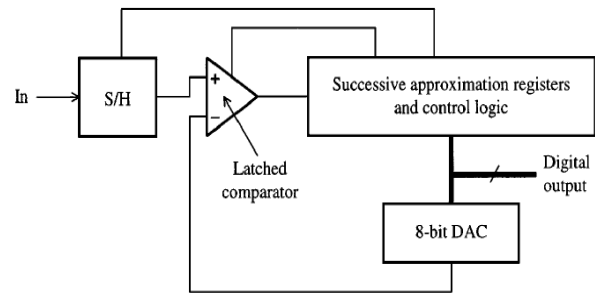 In
S/H
+
−
Latched
comparator
Successive approximation registers
and control logic
Digital
output
8-bit DAC